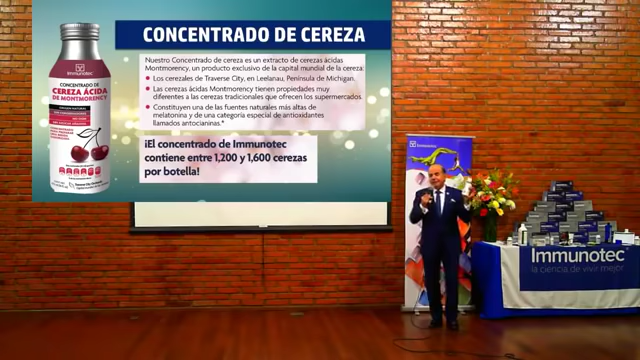 CONCENTRADO DE CEREZA
Nuestro Concentrado de cereza es un extracto de cerezas ácidas
Montmorency, un producto exclusivo de la capital mundial de la cereza:
Los cerezales de Traverse City, en Leelanau, Península de Michigan.
Las cerezas ácidas Montmorency tienen propiedades muy
diferentes a las cerezas tradicionales que ofrecen los supermercados.
Constituyen una de las fuentes naturales más altas de
melatonina y de una categoría especial de antioxidantes
llamados antocianinas.*
¡El concentrado de Immunotec
contiene entre 1,200 y 1,600 cerezas
por botella!
Immunotec
CONCENTRADO DE
CEREZA ÁCIDA
DE MONTMORENCY
Immunotec
Immunotec
la ciencia de vivir mejor